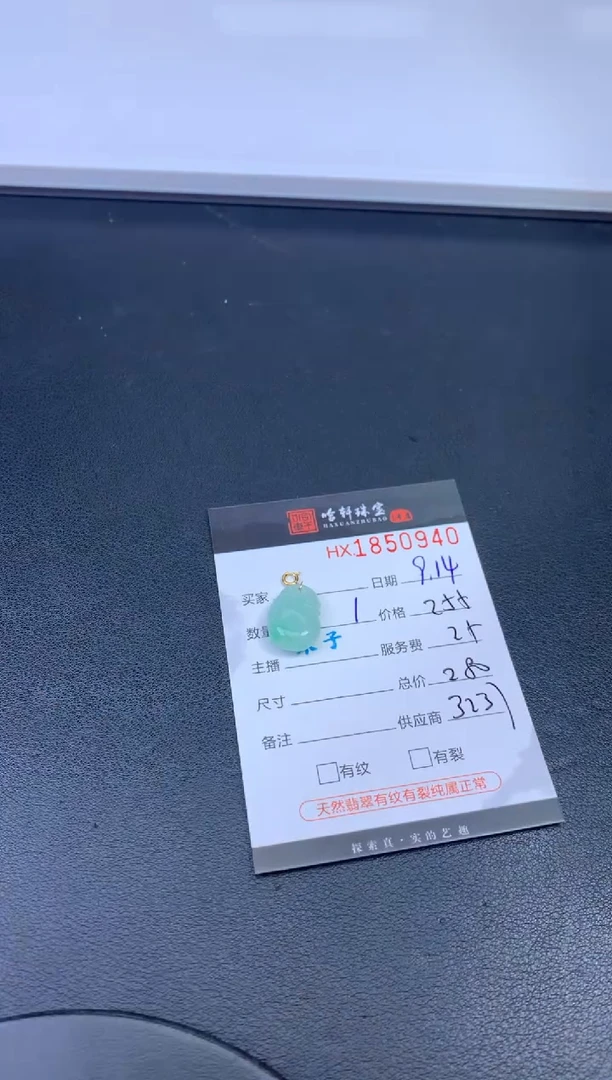 哈轩珠宝
HAXUANZHUBAO
HX1850940
买家 日期 9.14
数量 1 价格 255
主播 子 服务费 25
尺寸 总价 280
备注 供应商 323
有纹 有裂
天然翡翠有纹有裂纯属正常
探索真·实的艺趣